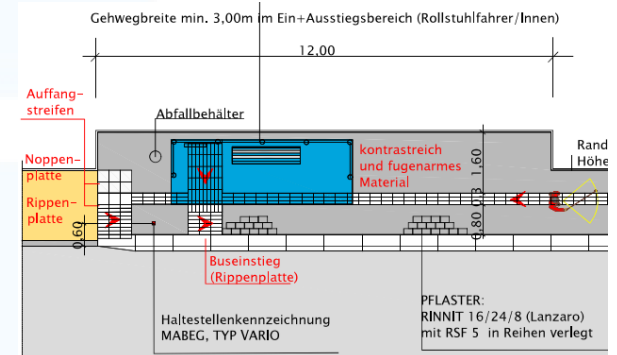 Gehwegbreite min. 3,00m im Ein+Ausstiegsbereich (Rollstuhlfahrer/Innen)
12,00
Auffang-
streifen
Abfallbehälter
Noppen-
platte
Rippen-
platte
kontrastreich
und fugenarmes
Material
1,60
Rand
Höhe
0,3
0,80
0,60
Buseinstieg
(Rippenplatte)
Haltestellenkennzeichnung
MABEG, TYP VARIO
PFLASTER:
RINNIT 16/24/8 (Lanzaro)
mit RSF 5 in Reihen verlegt